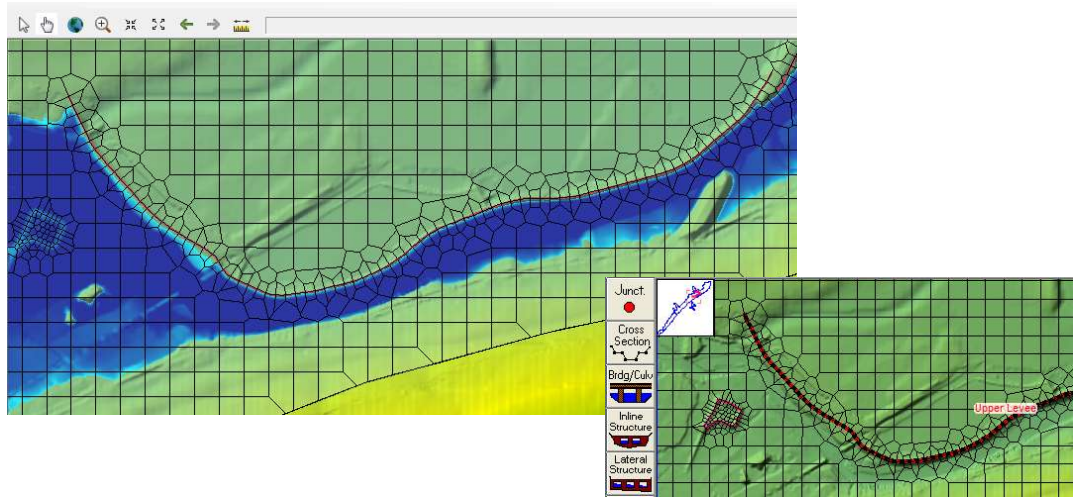 Junct.
Cross
Section
Brdg/Culv
Inline
Structure
Lateral
Structure
Upper Levee